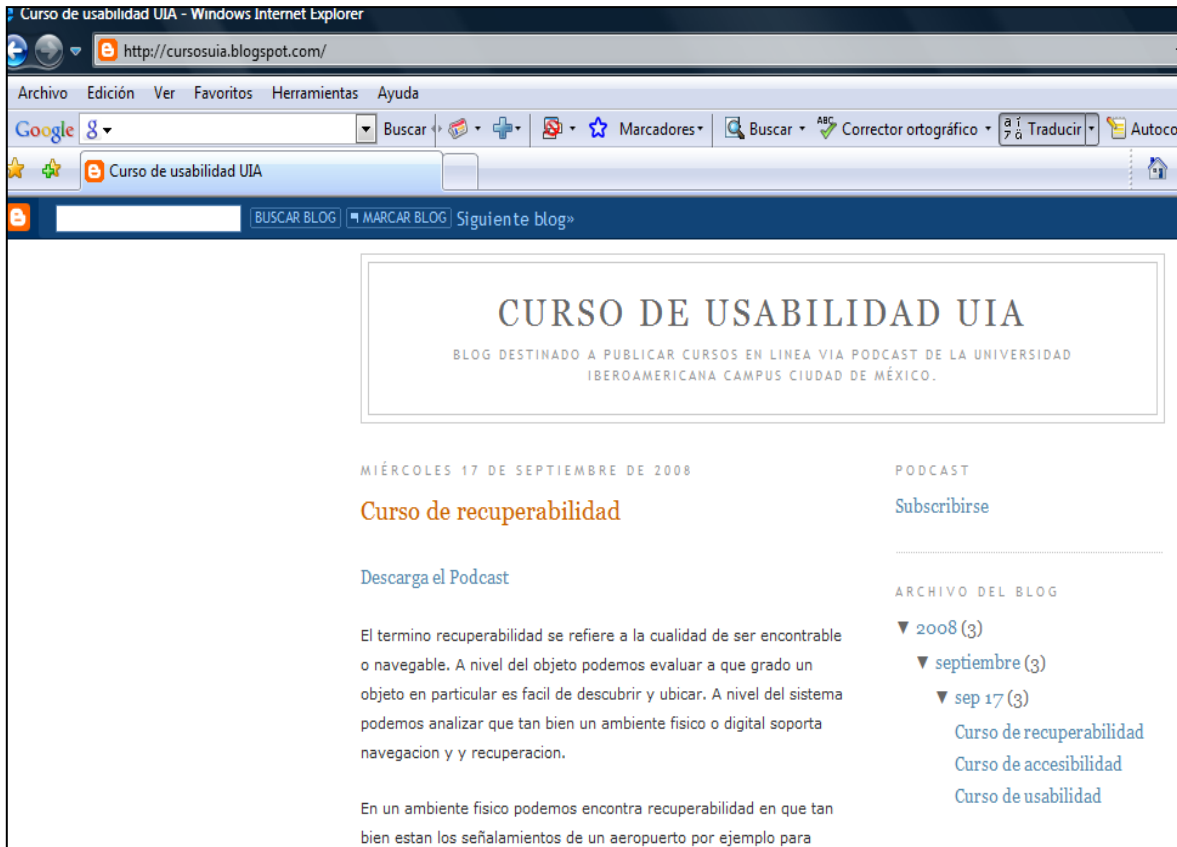 Curso de usabilidad UIA - Windows Internet Explorer
http://cursosuia.blogspot.com/
Archivo Edición Ver Favoritos Herramientas Ayuda
Google g Buscar Marcadores Buscar ABC Corrector ortográfico Traducir Autoco
Curso de usabilidad UIA
BUSCAR BLOG MARCAR BLOG Siguiente blog»
CURSO DE USABILIDAD UIA
BLOG DESTINADO A PUBLICAR CURSOS EN LINEA VIA PODCAST DE LA UNIVERSIDAD
IBEROAMERICANA CAMPUS CIUDAD DE MÉXICO.
MIÉRCOLES 17 DE SEPTIEMBRE DE 2008
Curso de recuperabilidad
Descarga el Podcast
El termino recuperabilidad se refiere a la cualidad de ser encontrable
o navegable. A nivel del objeto podemos evaluar a que grado un
objeto en particular es facil de descubrir y ubicar. A nivel del sistema
podemos analizar que tan bien un ambiente fisico o digital soporta
navegacion y y recuperacion.
En un ambiente fisico podemos encontra recuperabilidad en que tan
bien estan los señalamientos de un aeropuerto por ejemplo para
PODCAST
Subscribirse
ARCHIVO DEL BLOG
▼ 2008 (3)
▼ septiembre (3)
▼ sep 17 (3)
Curso de recuperabilidad
Curso de accesibilidad
Curso de usabilidad